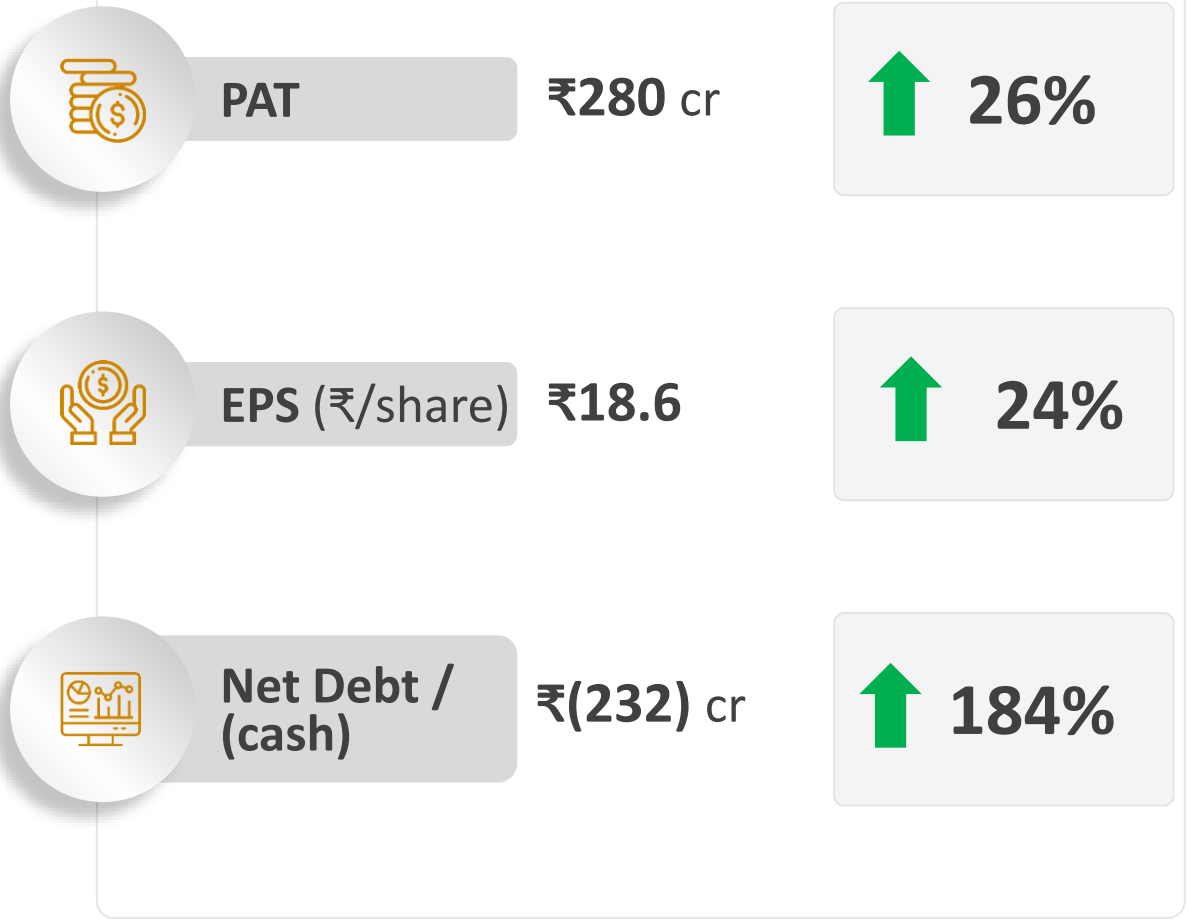 PAT ₹280 cr 26%
EPS (₹/share) ₹18.6 24%
Net Debt /
(cash) ₹(232) cr 184%